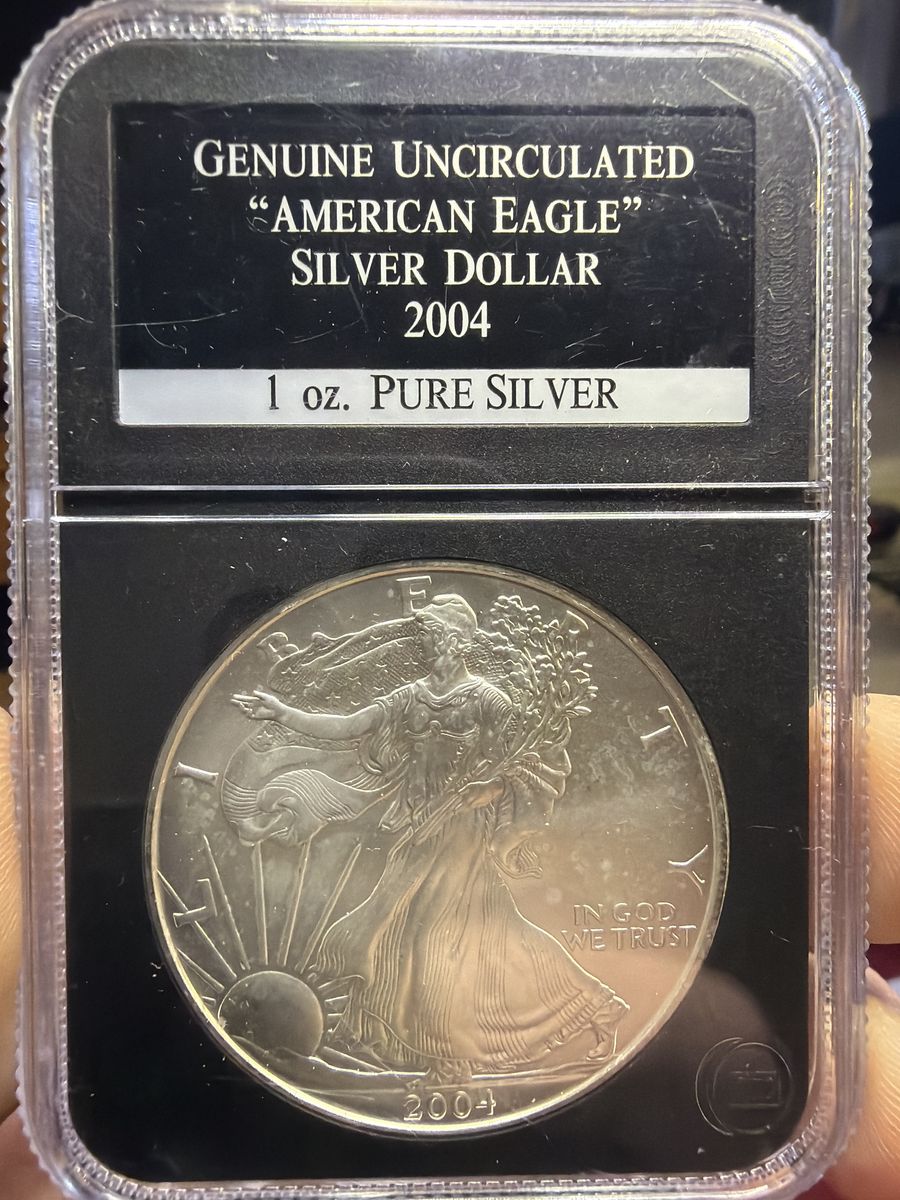 GENUINE UNCIRCULATED
“AMERICAN EAGLE”
SILVER DOLLAR
2004
1 oz. PURE SILVER
LIBERTY
IN GOD
WE TRUST
2004